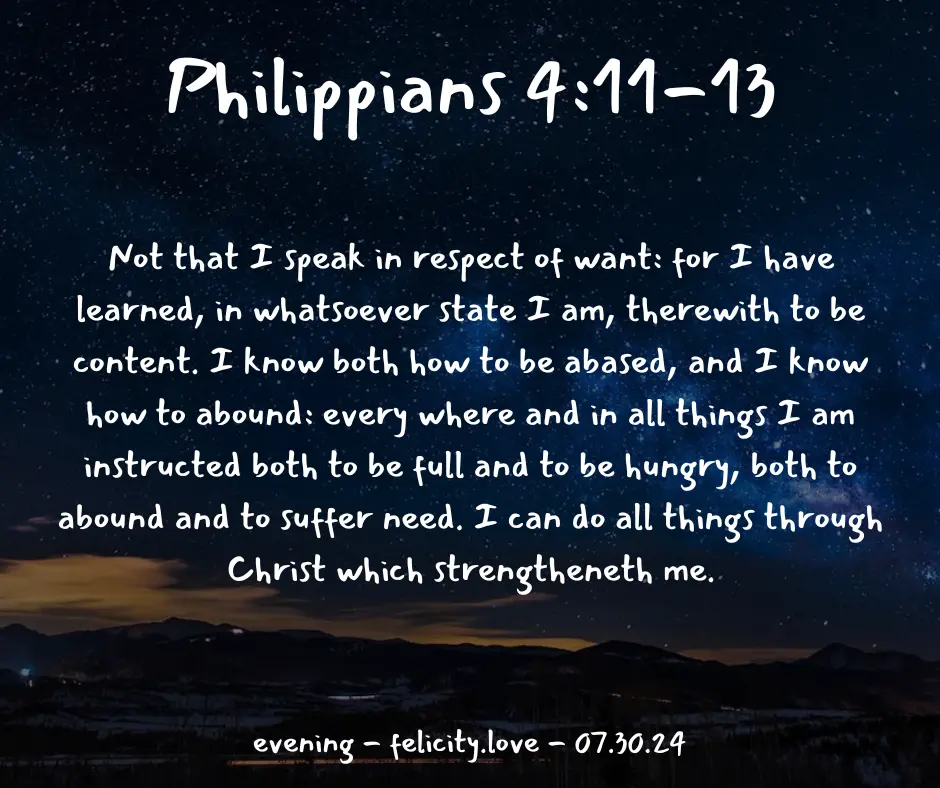 Philippians 4:11-13
Not that I speak in respect of want: for I have
learned, in whatsoever state I am, therewith to be
content. I know both how to be abased, and I know
how to abound: every where and in all things I am
instructed both to be full and to be hungry, both to
abound and to suffer need. I can do all things through
Christ which strengtheneth me.
evening - felicity.love - 07.30.24